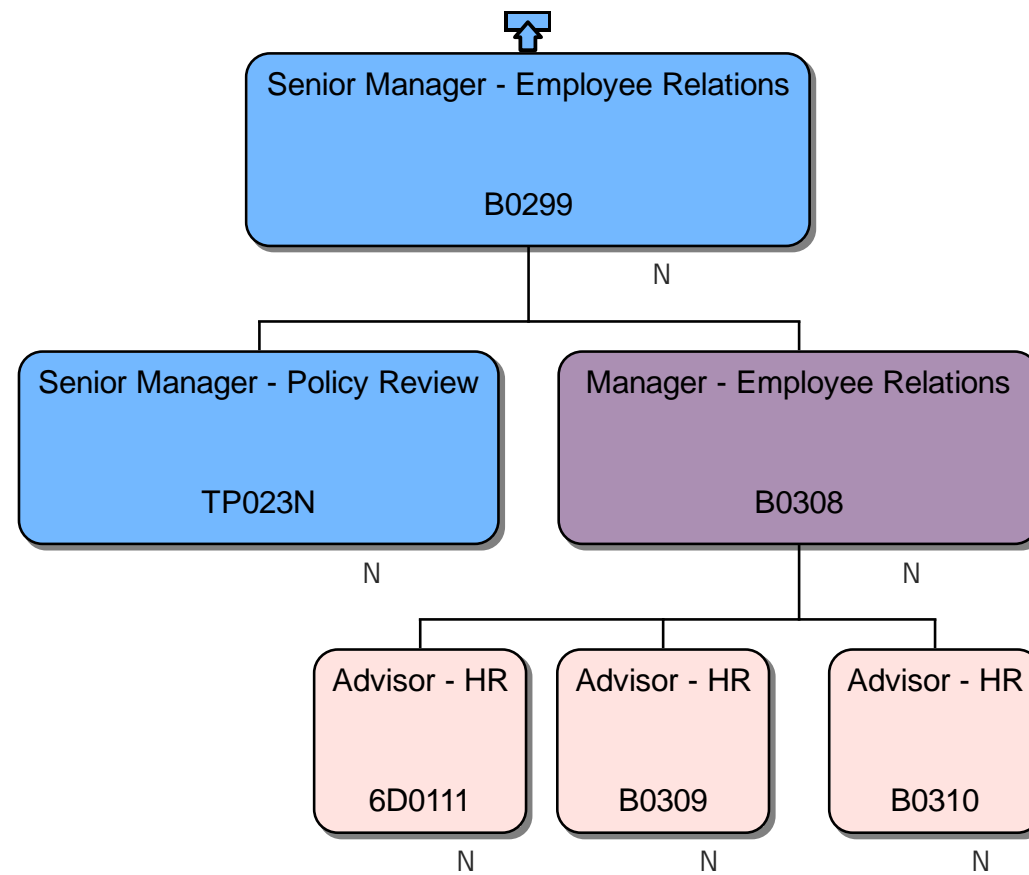 Senior Manager - Employee Relations
B0299
N
Senior Manager - Policy Review
TP023N
N
Manager - Employee Relations
B0308
N
Advisor - HR
6D0111
N
Advisor - HR
B0309
N
Advisor - HR
B0310
N